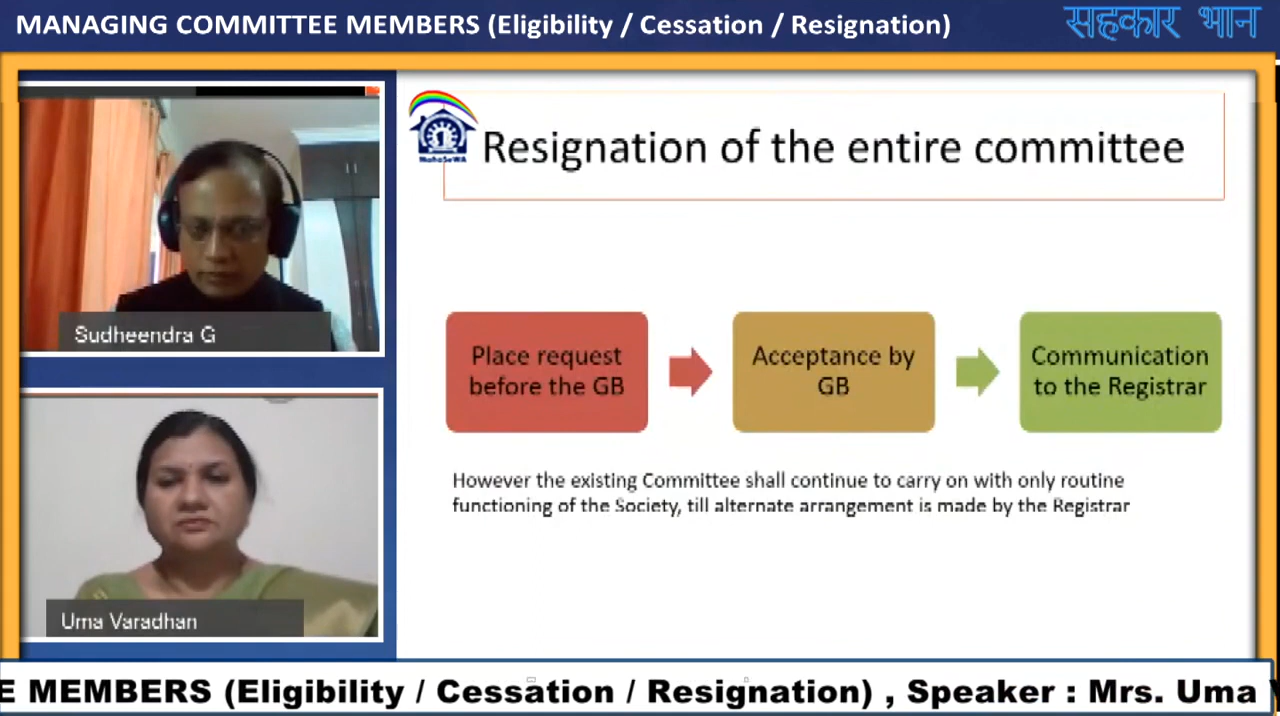 MANAGING COMMITTEE MEMBERS (Eligibility / Cessation / Resignation)
सहकार भान
MahaSeWA
Resignation of the entire committee
Sudheendra G
Place request
before the GB
Acceptance by
GB
Communication
to the Registrar
However the existing Committee shall continue to carry on with only routine
functioning of the Society, till alternate arrangement is made by the Registrar
Uma Varadhan
E MEMBERS (Eligibility / Cessation / Resignation) , Speaker : Mrs. Uma V